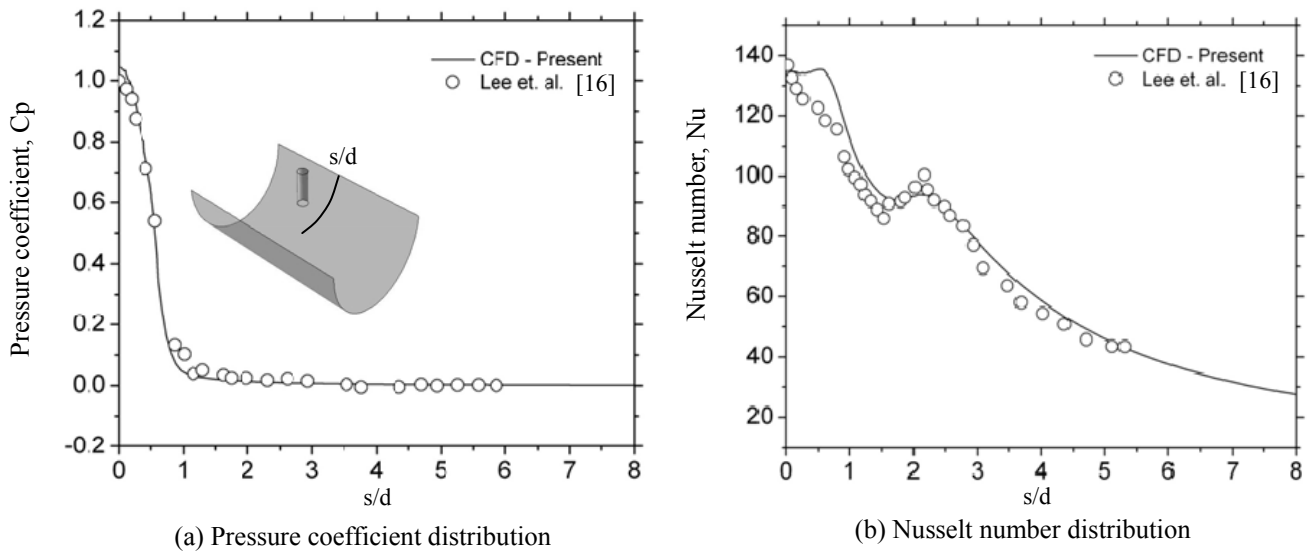 Pressure coefficient, Cp
1.2
1.0
0.8
0.6
0.4
0.2
0.0
-0.2
CFD - Present
Lee et. al. [16]
s/d
0 1 2 3 4 5 6 7 8
s/d
(a) Pressure coefficient distribution
Nusselt number, Nu
140
120
100
80
60
40
20
CFD - Present
Lee et. al. [16]
0 1 2 3 4 5 6 7 8
s/d
(b) Nusselt number distribution